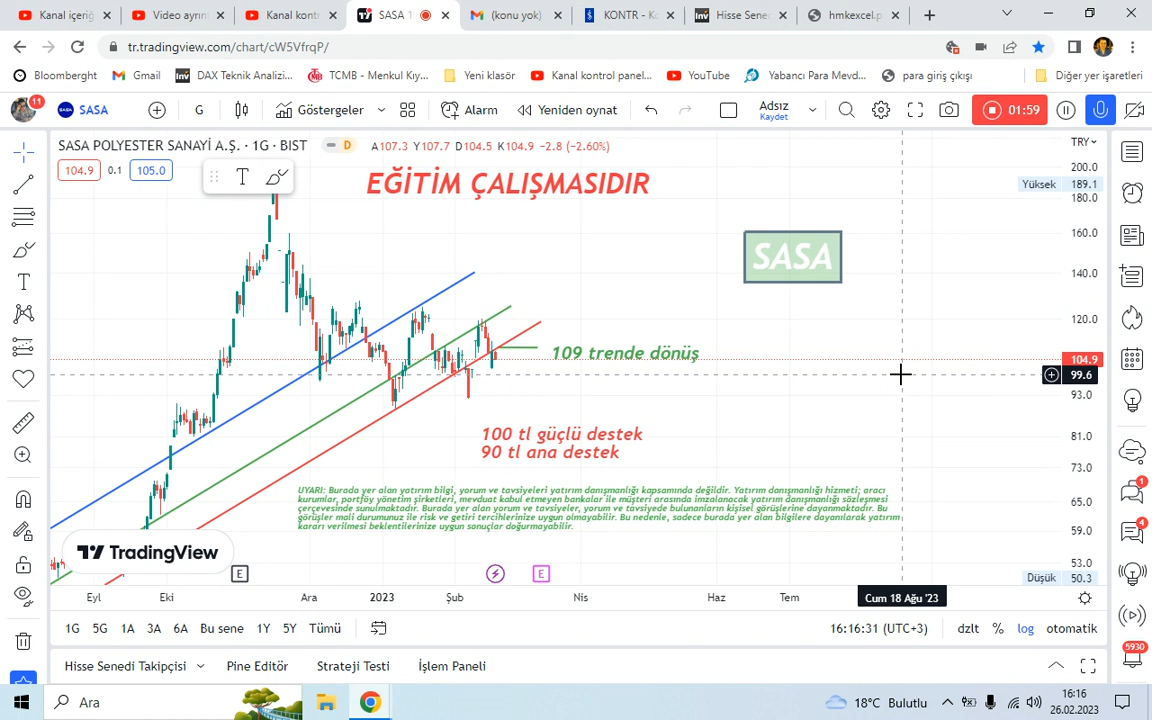 Kanal içeriğ
Video ayrın
Kanal kontr
SASA 1
(konu yok)
KONTR - Ko
Hisse Sene
hmkexcel.p
tr.tradingview.com/chart/cW5VfrqP/
Bloomberght
Gmail
DAX Teknik Analizi...
TCMB - Menkul Kıy...
Yeni klasör
Kanal kontrol panel...
YouTube
Yabancı Para Mevd...
para giriş çıkışı
Diğer yer işaretleri
11
SASA
G
Göstergeler
Alarm
Yeniden oynat
Adsız
Kaydet
01:59
SASA POLYESTER SANAYİ A.Ş. · 1G · BIST
D
A107.3 Y107.7 D104.5 K104.9 −2.8 (−2.60%)
TRY
104.9
0.1
105.0
EĞİTİM ÇALIŞMASIDIR
200.0
Yüksek 189.1
180.0
160.0
SASA
140.0
120.0
109 trende dönüş
104.9
99.6
93.0
100 tl güçlü destek
81.0
90 tl ana destek
73.0
UYARI: Burada yer alan yatırım bilgi, yorum ve tavsiyeleri yatırım danışmanlığı kapsamında değildir. Yatırım danışmanlığı hizmeti; aracı
kurumlar, portföy yönetim şirketleri, mevduat kabul etmeyen bankalar ile müşteri arasında imzalanacak yatırım danışmanlığı sözleşmesi
çerçevesinde sunulmaktadır. Burada yer alan yorum ve tavsiyeler, yorum ve tavsiyede bulunanların kişisel görüşlerine dayanmaktadır. Bu
görüşler mali durumunuz ile risk ve getiri tercihlerinize uygun olmayabilir. Bu nedenle, sadece burada yer alan bilgilere dayanılarak yatırım
kararı verilmesi beklentilerinize uygun sonuçlar doğurmayabilir.
65.0
59.0
TradingView
53.0
E
E
Düşük 50.3
Eyl
Eki
Ara
2023
Şub
Nis
Haz
Tem
Cum 18 Ağu '23
1G
5G
1A
3A
6A
Bu sene
1Y
5Y
Tümü
16:16:31 (UTC+3)
dzlt
%
log
otomatik
1
4
5930
Hisse Senedi Takipçisi
Pine Editör
Strateji Testi
İşlem Paneli
Ara
18°C Bulutlu
16:16
26.02.2023